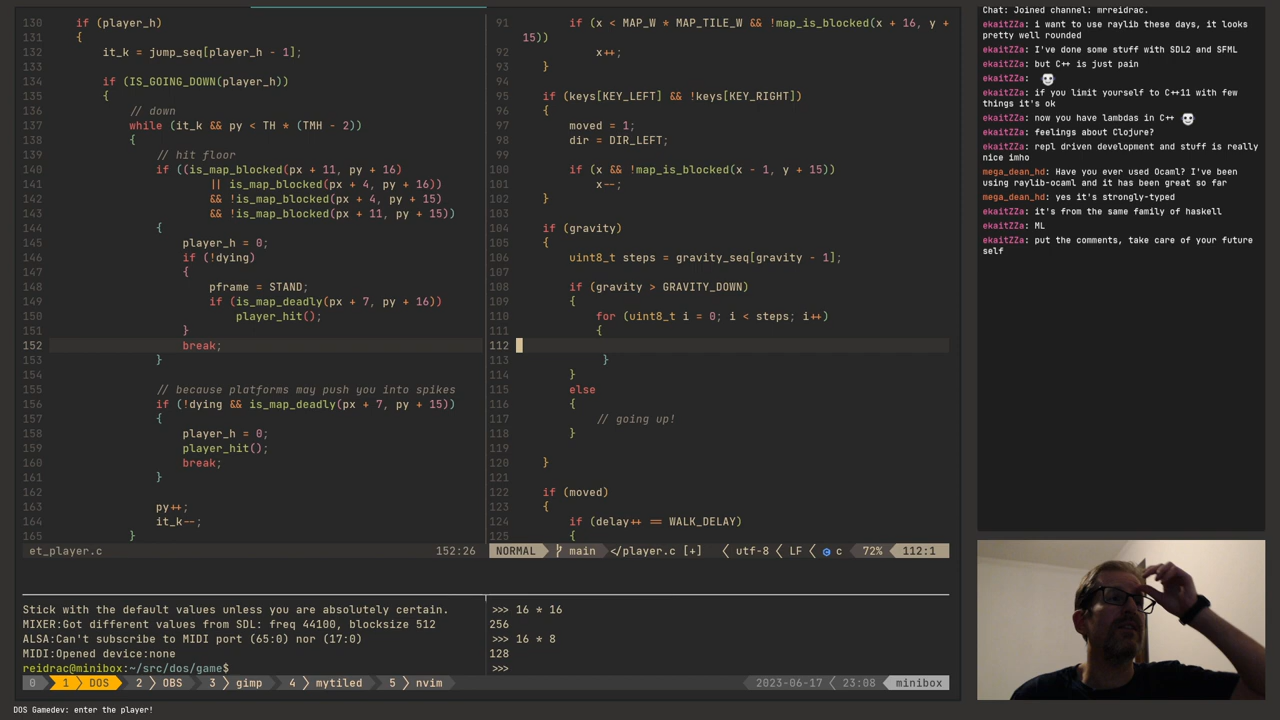 130     if (player_h)
131     {
132         it_k = jump_seq[player_h - 1];
133
134         if (IS_GOING_DOWN(player_h))
135         {
136             // down
137             while (it_k && py < TH * (TMH - 2))
138             {
139                 // hit floor
140                 if ((is_map_blocked(px + 11, py + 16)
141                         || is_map_blocked(px + 4, py + 16))
142                         && !is_map_blocked(px + 4, py + 15)
143                         && !is_map_blocked(px + 11, py + 15))
144                 {
145                     player_h = 0;
146                     if (!dying)
147                     {
148                         pframe = STAND;
149                         if (is_map_deadly(px + 7, py + 16))
150                             player_hit();
151                     }
152                     break;
153                 }
154
155                 // because platforms may push you into spikes
156                 if (!dying && is_map_deadly(px + 7, py + 15))
157                 {
158                     player_h = 0;
159                     player_hit();
160                     break;
161                 }
162
163                 py++;
164                 it_k--;
165             }
et_player.c 152:26
91         if (x < MAP_W * MAP_TILE_W && !map_is_blocked(x + 16, y +
15))
92             x++;
93     }
94
95     if (keys[KEY_LEFT] && !keys[KEY_RIGHT])
96     {
97         moved = 1;
98         dir = DIR_LEFT;
99
100         if (x && !map_is_blocked(x - 1, y + 15))
101             x--;
102     }
103
104     if (gravity)
105     {
106         uint8_t steps = gravity_seq[gravity - 1];
107
108         if (gravity > GRAVITY_DOWN)
109         {
110             for (uint8_t i = 0; i < steps; i++)
111             {
112
113              }
114         }
115         else
116         {
117             // going up!
118         }
119
120     }
121
122     if (moved)
123     {
124         if (delay++ == WALK_DELAY)
125         {
NORMAL main </player.c [+] utf-8 LF c 72% 112:1
Stick with the default values unless you are absolutely certain.
MIXER:Got different values from SDL: freq 44100, blocksize 512
ALSA:Can't subscribe to MIDI port (65:0) nor (17:0)
MIDI:Opened device:none
reidrac@minibox:~/src/dos/game$
>>> 16 * 16
256
>>> 16 * 8
128
>>>
0 1 DOS 2 OBS 3 gimp 4 mytiled 5 nvim 2023-06-17 23:08 minibox
DOS Gamedev: enter the player!
Chat: Joined channel: mrreidrac.
ekaitZZa: i want to use raylib these days, it looks
pretty well rounded
ekaitZZa: I've done some stuff with SDL2 and SFML
ekaitZZa: but C++ is just pain
ekaitZZa:
ekaitZZa: if you limit yourself to C++11 with few
things it's ok
ekaitZZa: now you have lambdas in C++
ekaitZZa: feelings about Clojure?
ekaitZZa: repl driven development and stuff is really
nice imho
mega_dean_hd: Have you ever used Ocaml? I've been
using raylib-ocaml and it has been great so far
mega_dean_hd: yes it's strongly-typed
ekaitZZa: it's from the same family of haskell
ekaitZZa: ML
ekaitZZa: put the comments, take care of your future
self